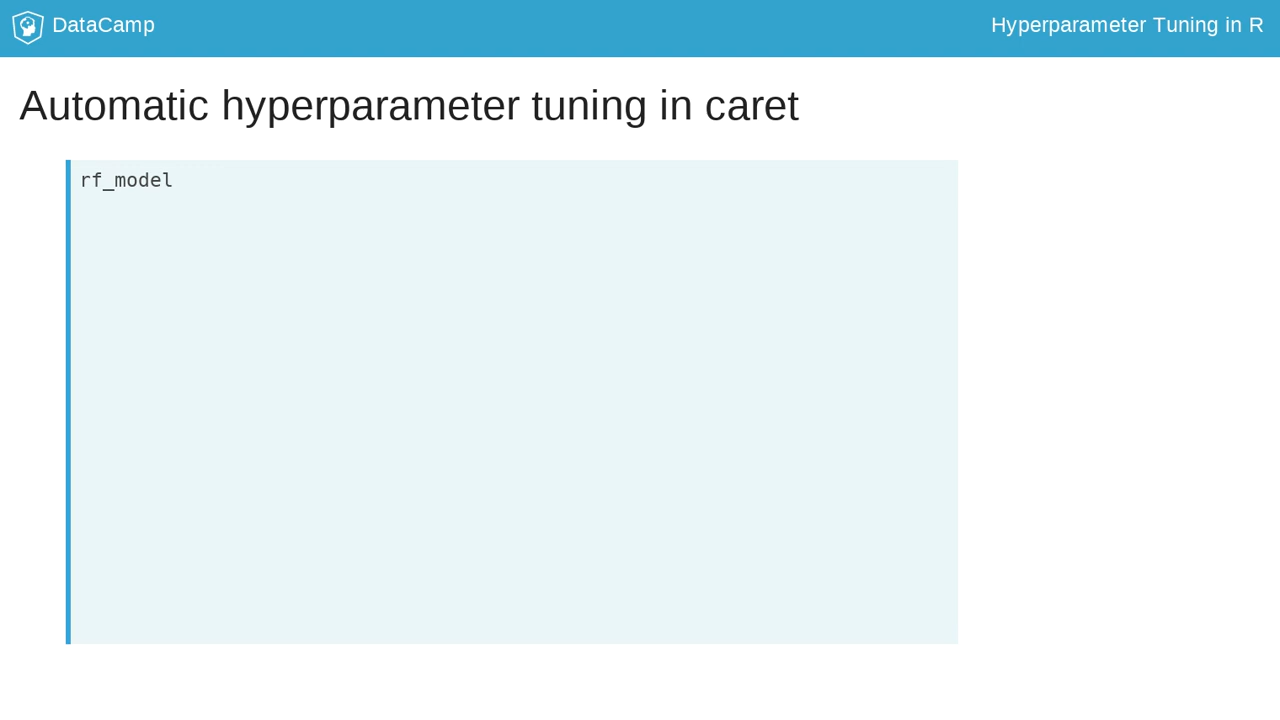 DataCamp
Hyperparameter Tuning in R
Automatic hyperparameter tuning in caret
rf_model